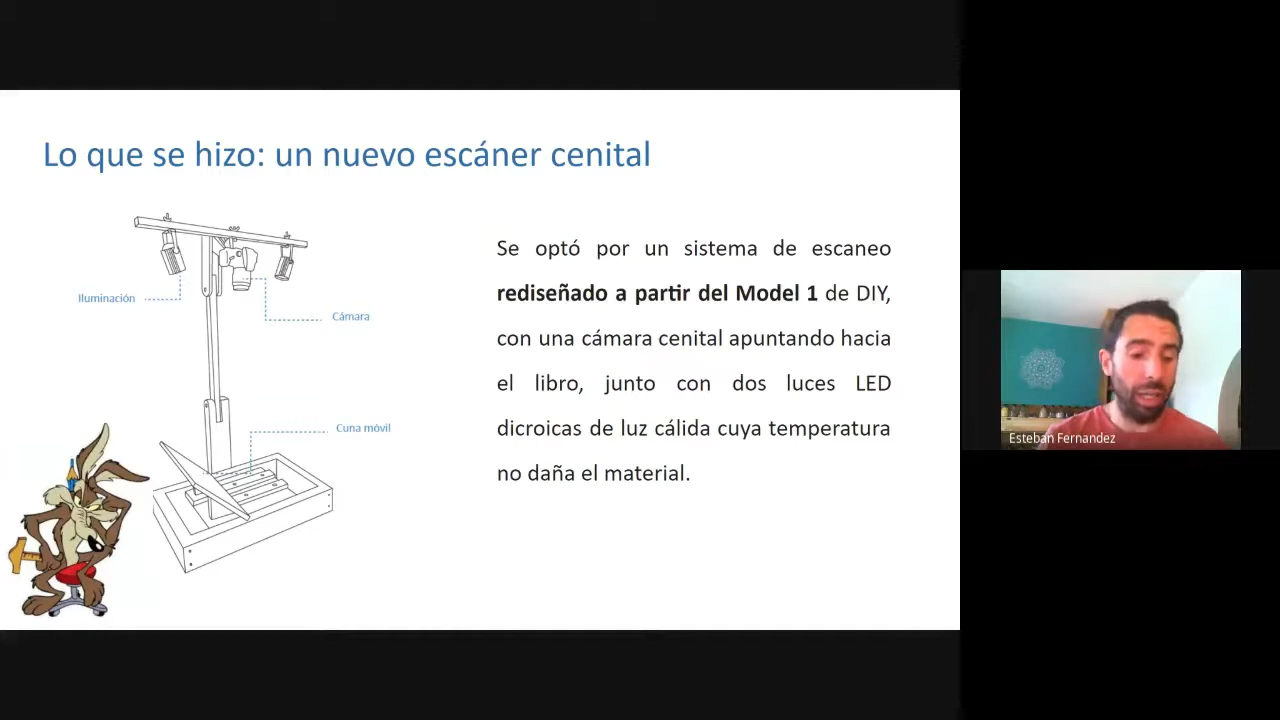 Lo que se hizo: un nuevo escáner cenital
Iluminación
Cámara
Cuna móvil
Se optó por un sistema de escaneo
rediseñado a partir del Model 1 de DIY,
con una cámara cenital apuntando hacia
el libro, junto con dos luces LED
dicroicas de luz cálida cuya temperatura
no daña el material.
Esteban Fernandez